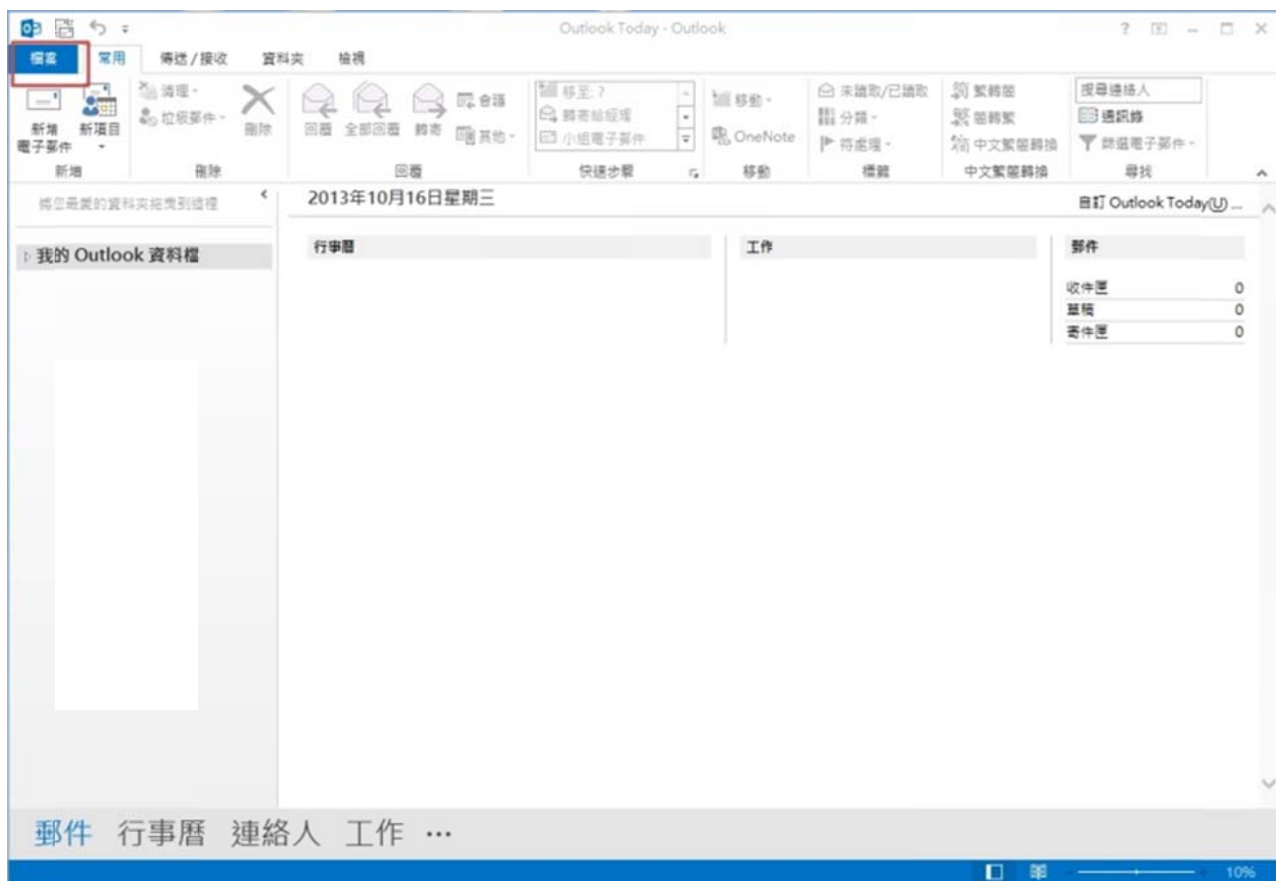 Outlook Today - Outlook
檔案 常用 傳送/接收 資料夾 檢視
新增
電子郵件
新項目
清理
垃圾郵件
刪除
回覆 全部回覆 轉寄
會議
其他
移至: ?
轉寄給經理
小組電子郵件
移動
OneNote
未讀取/已讀取
分類
待處理
繁轉簡
簡轉繁
中文繁簡轉換
搜尋連絡人
通訊錄
篩選電子郵件
新增 刪除 回覆 快速步驟 移動 標籤 中文繁簡轉換 尋找
將您最愛的資料夾拖曳到這裡
2013年10月16日星期三
自訂 Outlook Today(U) ...
我的 Outlook 資料檔
行事曆 工作 郵件
收件匣 0
草稿 0
寄件匣 0
郵件 行事曆 連絡人 工作 ···
10%